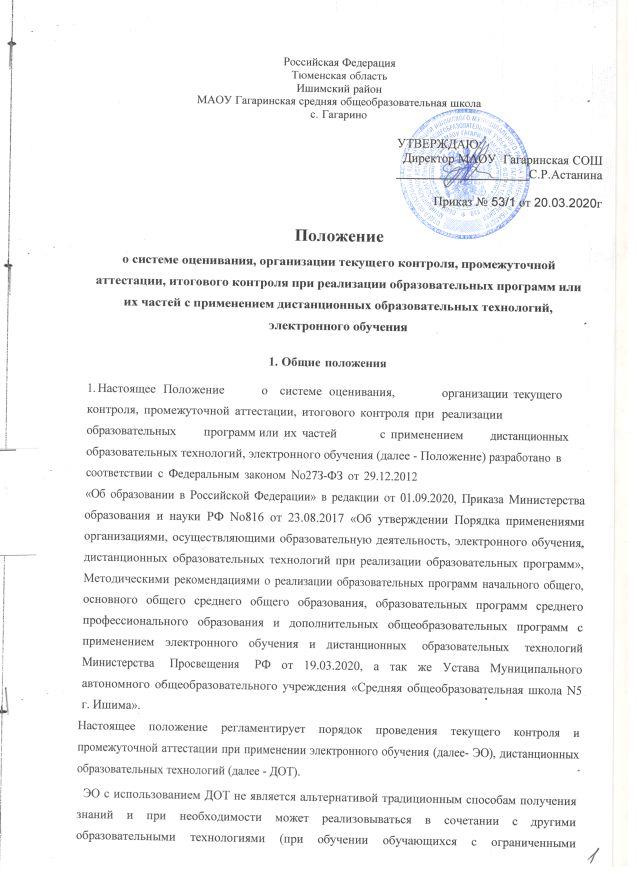 Российская Федерация
Тюменская область
Ишимский район
МАОУ Гагаринская средняя общеобразовательная школа
с. Гагарино
УТВЕРЖДАЮ:
Директор МАОУ Гагаринская СОШ
С.Р.Астанина
Приказ № 53/1 от 20.03.2020г
Положение
о системе оценивания, организации текущего контроля, промежуточной
аттестации, итогового контроля при реализации образовательных программ или
их частей с применением дистанционных образовательных технологий,
электронного обучения
1. Общие положения
1. Настоящее Положение о системе оценивания, организации текущего
контроля, промежуточной аттестации, итогового контроля при реализации
образовательных программ или их частей с применением дистанционных
образовательных технологий, электронного обучения (далее - Положение) разработано в
соответствии с Федеральным законом No273-ФЗ от 29.12.2012
«Об образовании в Российской Федерации» в редакции от 01.09.2020, Приказа Министерства
образования и науки РФ No816 от 23.08.2017 «Об утверждении Порядка применениями
организациями, осуществляющими образовательную деятельность, электронного обучения,
дистанционных образовательных технологий при реализации образовательных программ»,
Методическими рекомендациями о реализации образовательных программ начального общего,
основного общего среднего общего образования, образовательных программ среднего
профессионального образования и дополнительных общеобразовательных программ с
применением электронного обучения и дистанционных образовательных технологий
Министерства Просвещения РФ от 19.03.2020, а так же Устава Муниципального
автономного общеобразовательного учреждения «Средняя общеобразовательная школа N5
г. Ишима».
Настоящее положение регламентирует порядок проведения текущего контроля и
промежуточной аттестации при применении электронного обучения (далее- ЭО), дистанционных
образовательных технологий (далее - ДОТ).
ЭО с использованием ДОТ не является альтернативой традиционным способам получения
знаний и при необходимости может реализовываться в сочетании с другими
образовательными технологиями (при обучении обучающихся с ограниченными
1